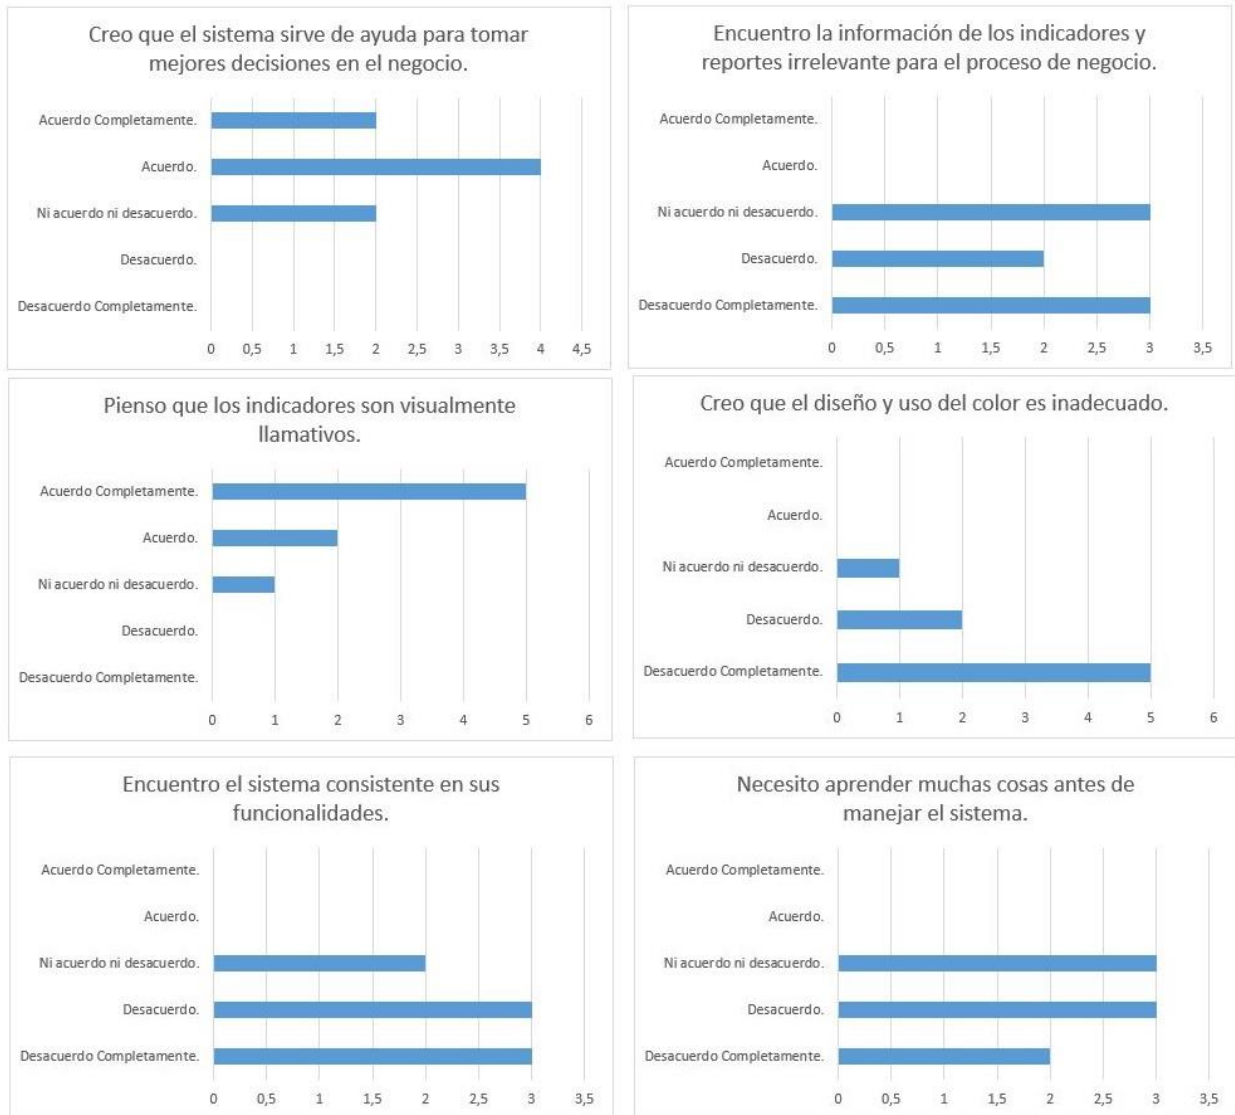 Creo que el sistema sirve de ayuda para tomar
mejores decisiones en el negocio.
Acuerdo Completamente.
Acuerdo.
Ni acuerdo ni desacuerdo.
Desacuerdo.
Desacuerdo Completamente.
0 0,5 1 1,5 2 2,5 3 3,5 4 4,5
Encuentro la información de los indicadores y
reportes irrelevante para el proceso de negocio.
Acuerdo Completamente.
Acuerdo.
Ni acuerdo ni desacuerdo.
Desacuerdo.
Desacuerdo Completamente.
0 0,5 1 1,5 2 2,5 3 3,5
Pienso que los indicadores son visualmente
llamativos.
Acuerdo Completamente.
Acuerdo.
Ni acuerdo ni desacuerdo.
Desacuerdo.
Desacuerdo Completamente.
0 1 2 3 4 5 6
Creo que el diseño y uso del color es inadecuado.
Acuerdo Completamente.
Acuerdo.
Ni acuerdo ni desacuerdo.
Desacuerdo.
Desacuerdo Completamente.
0 1 2 3 4 5 6
Encuentro el sistema consistente en sus
funcionalidades.
Acuerdo Completamente.
Acuerdo.
Ni acuerdo ni desacuerdo.
Desacuerdo.
Desacuerdo Completamente.
0 0,5 1 1,5 2 2,5 3 3,5
Necesito aprender muchas cosas antes de
manejar el sistema.
Acuerdo Completamente.
Acuerdo.
Ni acuerdo ni desacuerdo.
Desacuerdo.
Desacuerdo Completamente.
0 0,5 1 1,5 2 2,5 3 3,5